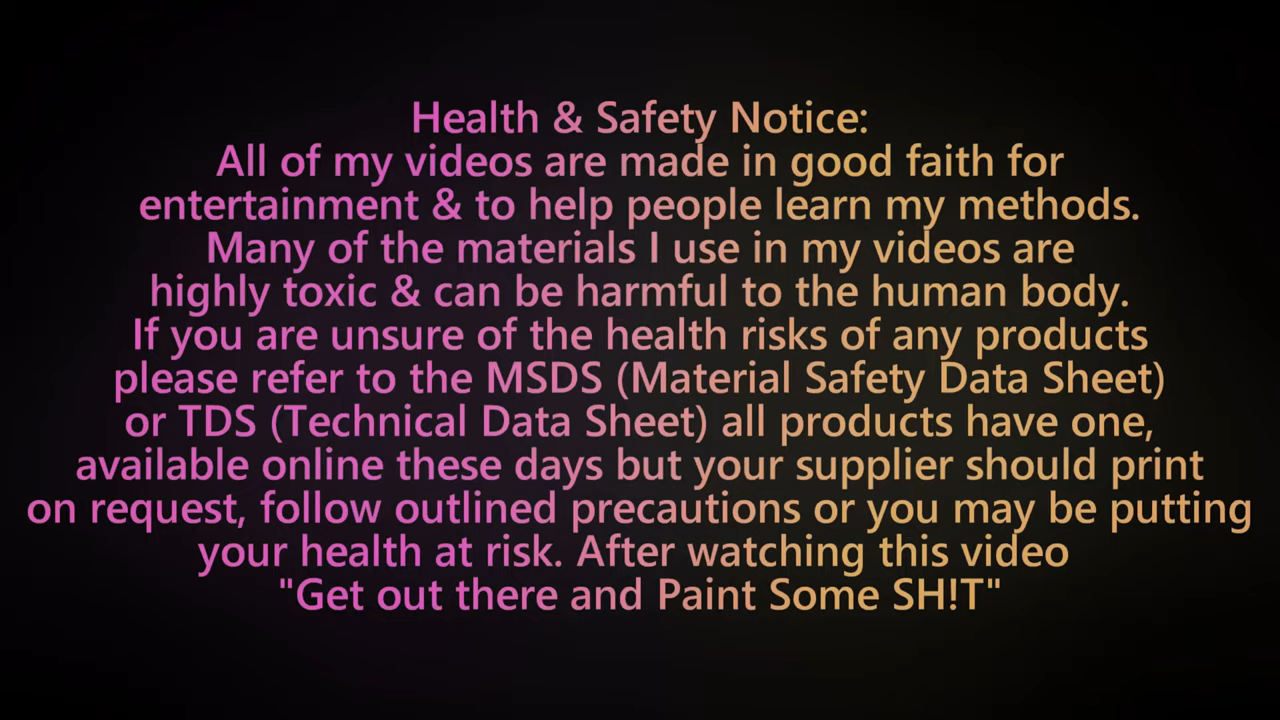 Health & Safety Notice:
All of my videos are made in good faith for
entertainment & to help people learn my methods.
Many of the materials I use in my videos are
highly toxic & can be harmful to the human body.
If you are unsure of the health risks of any products
please refer to the MSDS (Material Safety Data Sheet)
or TDS (Technical Data Sheet) all products have one,
available online these days but your supplier should print
on request, follow outlined precautions or you may be putting
your health at risk. After watching this video
"Get out there and Paint Some SH!T"